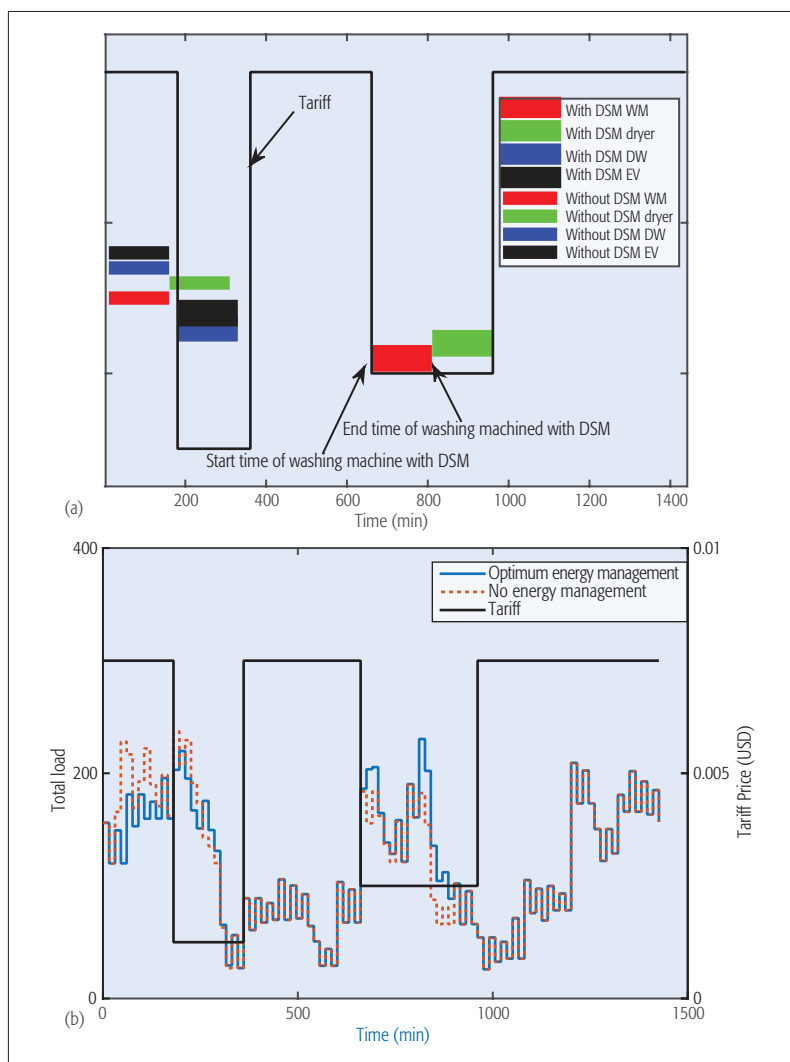 (a)
Tariff
With DSM WM
With DSM dryer
With DSM DW
With DSM EV
Without DSM WM
Without DSM dryer
Without DSM DW
Without DSM EV
End time of washing machined with DSM
Start time of washing machine with DSM
200 400 600 800 1000 1200 1400
Time (min)
(b)
400
200
0
Total load
0.01
0.005
0.00
Tariff Price (USD)
Optimum energy management
No energy management
Tariff
0 500 1000 1500
Time (min)